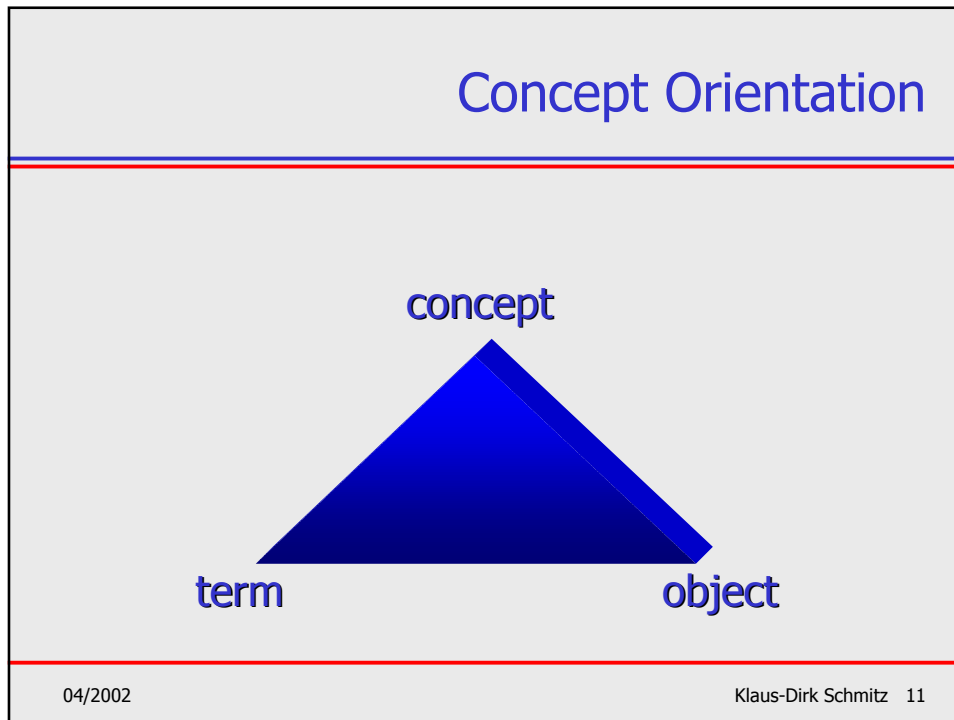 Concept Orientation
concept
term object
04/2002 Klaus-Dirk Schmitz 11